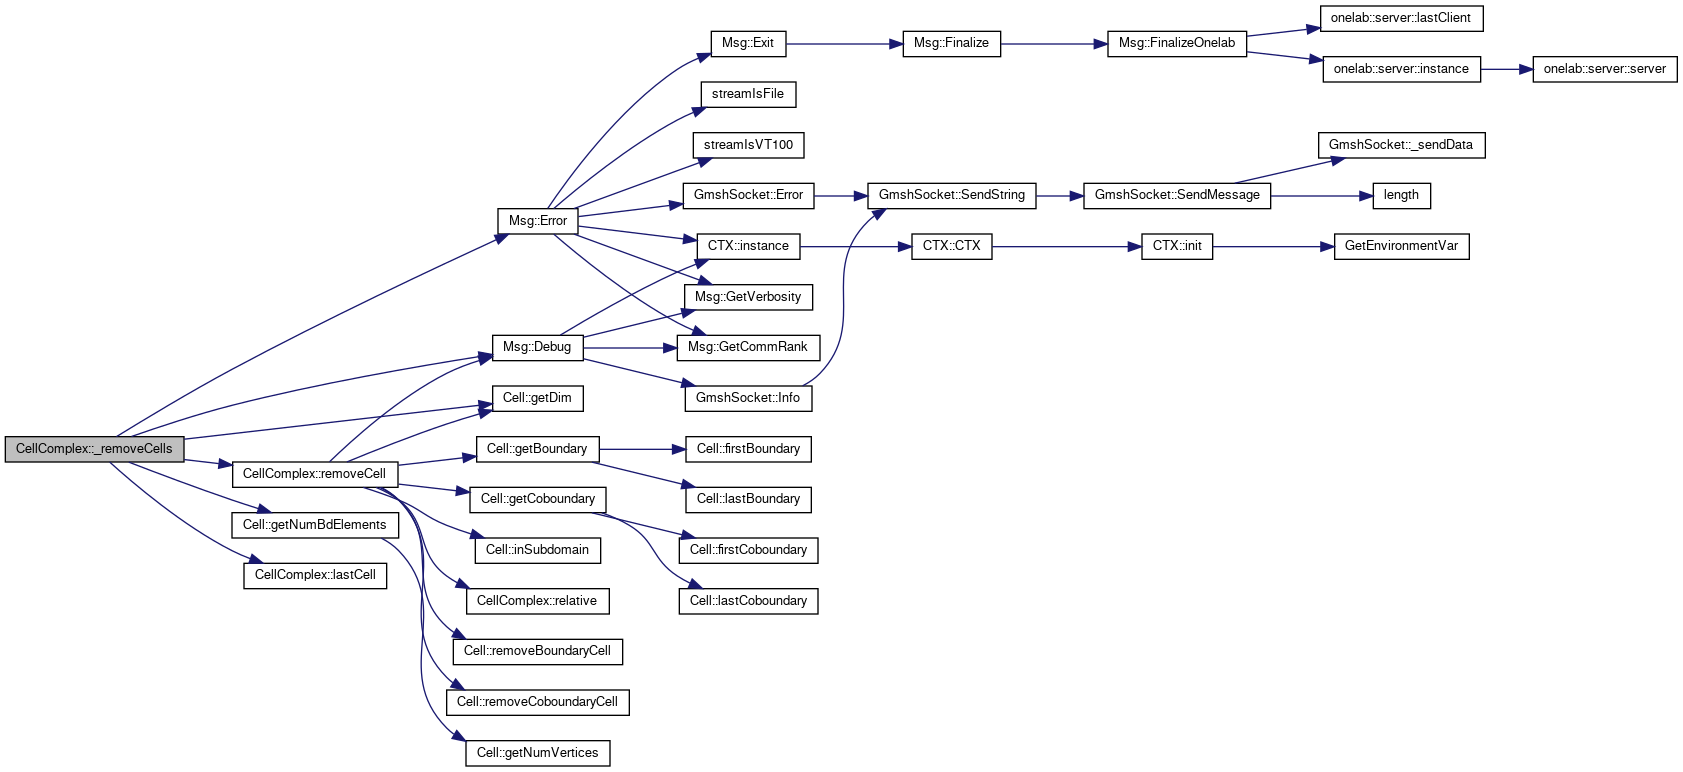 onelab::server::lastClient
Msg::Exit
Msg::Finalize
Msg::FinalizeOnelab
onelab::server::instance
onelab::server::server
streamIsFile
streamIsVT100
GmshSocket::_sendData
GmshSocket::Error
GmshSocket::SendString
GmshSocket::SendMessage
length
Msg::Error
CTX::instance
CTX::CTX
CTX::init
GetEnvironmentVar
Msg::GetVerbosity
Msg::Debug
Msg::GetCommRank
Cell::getDim
GmshSocket::Info
CellComplex::_removeCells
Cell::getBoundary
Cell::firstBoundary
CellComplex::removeCell
Cell::getCoboundary
Cell::lastBoundary
Cell::getNumBdElements
Cell::inSubdomain
Cell::firstCoboundary
CellComplex::lastCell
CellComplex::relative
Cell::lastCoboundary
Cell::removeBoundaryCell
Cell::removeCoboundaryCell
Cell::getNumVertices